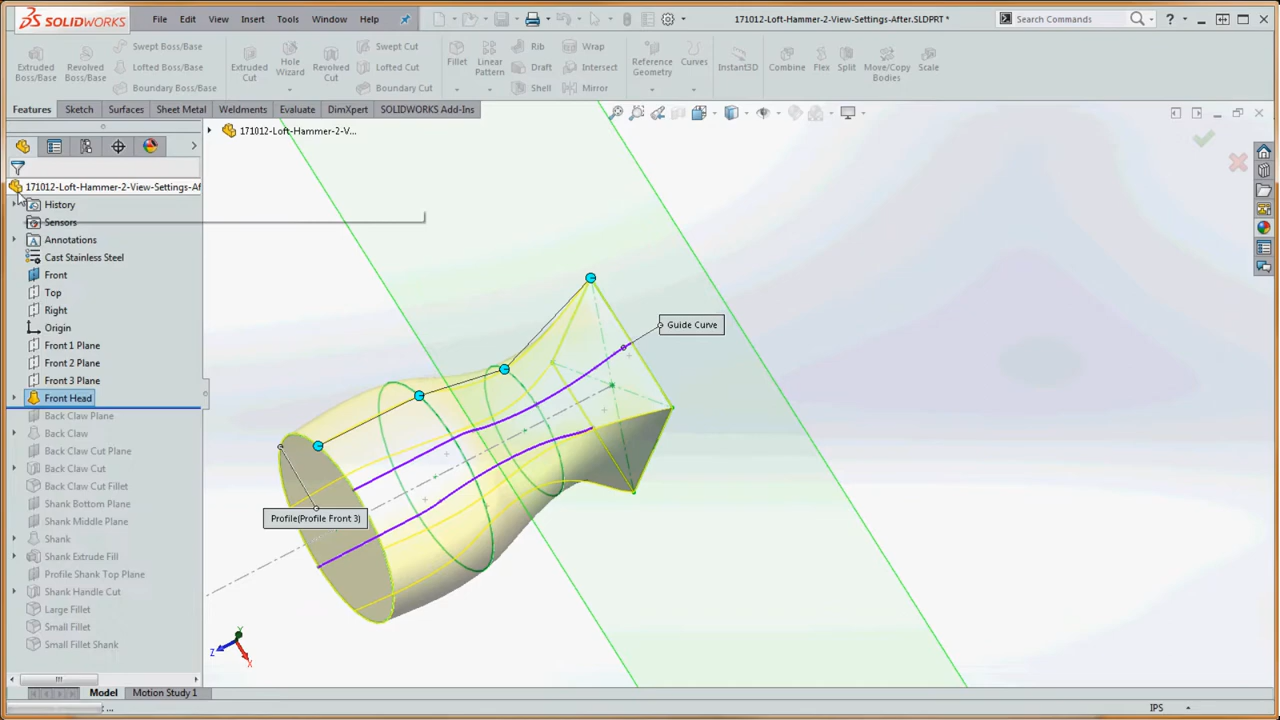 SOLIDWORKS File Edit View Insert Tools Window Help 171012-Loft-Hammer-2-View-Settings-After.SLDPRT * Search Commands ?
Extruded Boss/Base
Revolved Boss/Base
Swept Boss/Base
Lofted Boss/Base
Boundary Boss/Base
Extruded Cut
Hole Wizard
Revolved Cut
Swept Cut
Lofted Cut
Boundary Cut
Fillet
Linear Pattern
Rib
Draft
Shell
Wrap
Intersect
Mirror
Reference Geometry
Curves
Instant3D
Combine
Flex
Split
Move/Copy Bodies
Scale
Features Sketch Surfaces Sheet Metal Weldments Evaluate DimXpert SOLIDWORKS Add-Ins
171012-Loft-Hammer-2-V...
171012-Loft-Hammer-2-View-Settings-Af
History
Sensors
Annotations
Cast Stainless Steel
Front
Top
Right
Origin
Front 1 Plane
Front 2 Plane
Front 3 Plane
Front Head
Back Claw Plane
Back Claw
Back Claw Cut Plane
Back Claw Cut
Back Claw Cut Fillet
Shank Bottom Plane
Shank Middle Plane
Shank
Shank Extrude Fill
Profile Shank Top Plane
Shank Handle Cut
Large Fillet
Small Fillet
Small Fillet Shank
Guide Curve
Profile(Profile Front 3)
Y
Z
X
Model Motion Study 1
... IPS